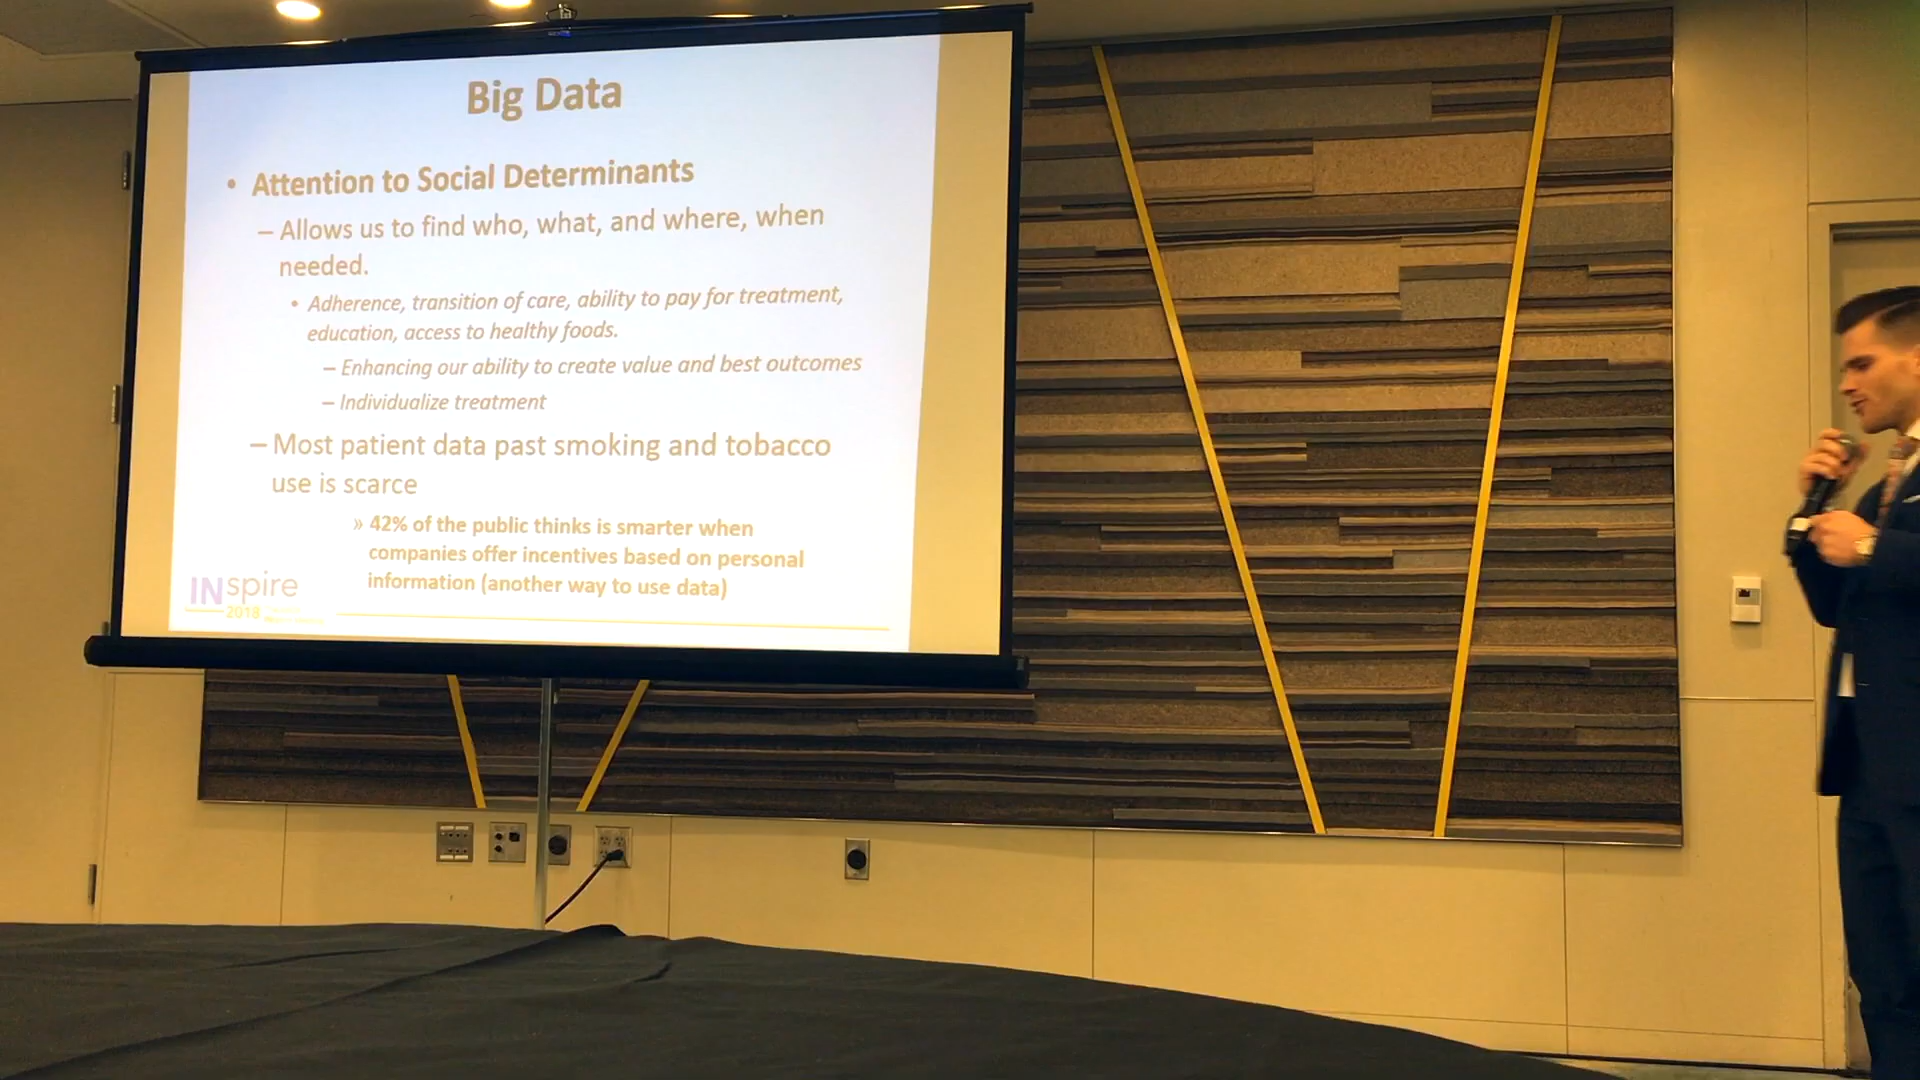 Big Data
• Attention to Social Determinants
– Allows us to find who, what, and where, when
needed.
• Adherence, transition of care, ability to pay for treatment,
education, access to healthy foods.
– Enhancing our ability to create value and best outcomes
– Individualize treatment
– Most patient data past smoking and tobacco
use is scarce
» 42% of the public thinks is smarter when
companies offer incentives based on personal
information (another way to use data)
INspire
2018